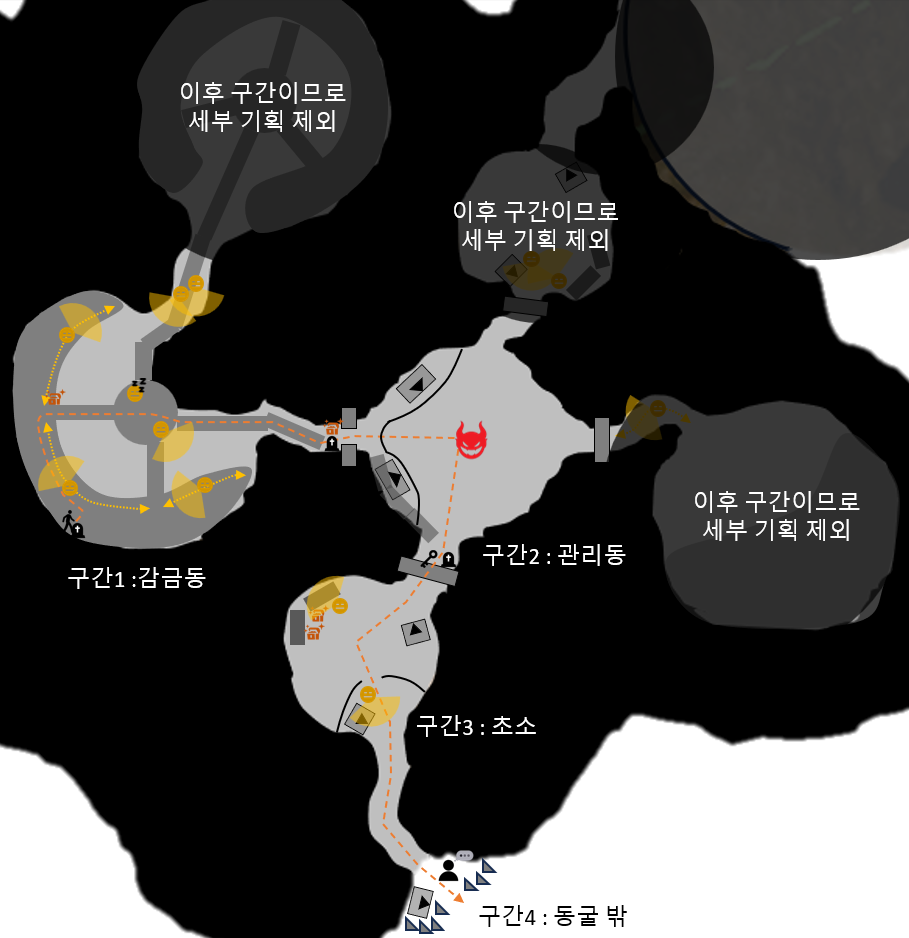 이후 구간이므로
세부 기획 제외
이후 구간이므로
세부 기획 제외
이후 구간이므로
세부 기획 제외
구간2 : 관리동
구간1 :감금동
구간3 : 초소
구간4 : 동굴 밖